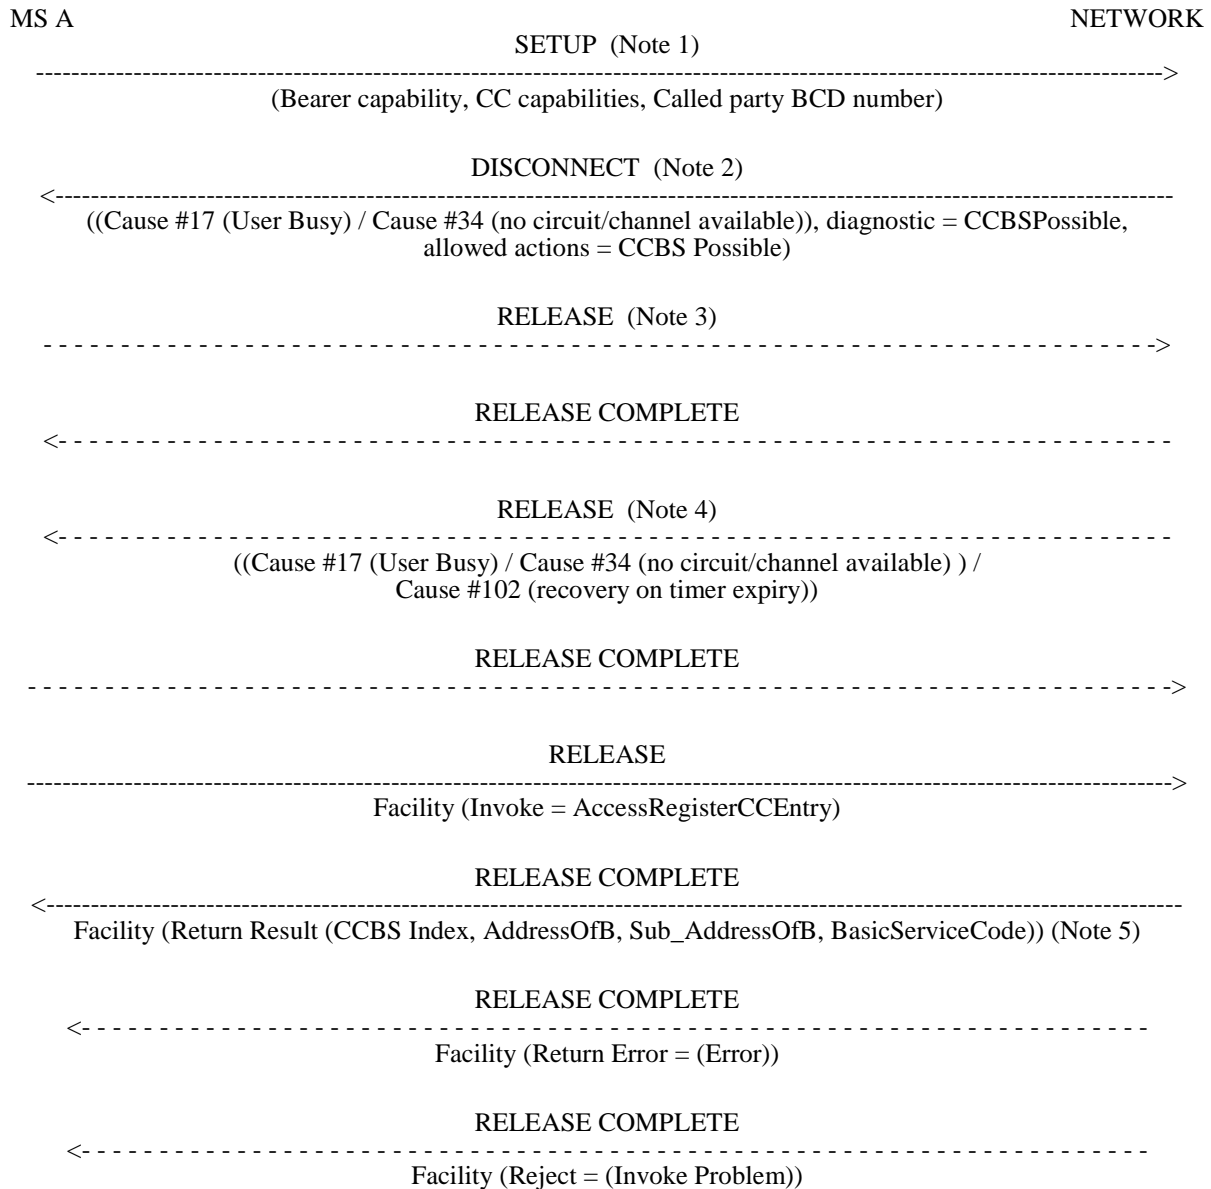 MS A NETWORK
SETUP (Note 1)
------------------------------------------------------------------------------------------------------------------------------->
(Bearer capability, CC capabilities, Called party BCD number)
DISCONNECT (Note 2)
<-------------------------------------------------------------------------------------------------------------------------------
((Cause #17 (User Busy) / Cause #34 (no circuit/channel available)), diagnostic = CCBSPossible,
allowed actions = CCBS Possible)
RELEASE (Note 3)
- - - - - - - - - - - - - - - - - - - - - - - - - - - - - - - - - - - - - - - - - - - - - - - - - - - - - - - - - - - - - - - - - - - - - - - - ->
RELEASE COMPLETE
<- - - - - - - - - - - - - - - - - - - - - - - - - - - - - - - - - - - - - - - - - - - - - - - - - - - - - - - - - - - - - - - - - - - - - - - - -
RELEASE (Note 4)
<- - - - - - - - - - - - - - - - - - - - - - - - - - - - - - - - - - - - - - - - - - - - - - - - - - - - - - - - - - - - - - - - - - - - - - - - -
((Cause #17 (User Busy) / Cause #34 (no circuit/channel available) ) /
Cause #102 (recovery on timer expiry))
RELEASE COMPLETE
- - - - - - - - - - - - - - - - - - - - - - - - - - - - - - - - - - - - - - - - - - - - - - - - - - - - - - - - - - - - - - - - - - - - - - - - - - ->
RELEASE
--------------------------------------------------------------------------------------------------------------------------------->
Facility (Invoke = AccessRegisterCCEntry)
RELEASE COMPLETE
<--------------------------------------------------------------------------------------------------------------------------------
Facility (Return Result (CCBS Index, AddressOfB, Sub_AddressOfB, BasicServiceCode)) (Note 5)
RELEASE COMPLETE
<- - - - - - - - - - - - - - - - - - - - - - - - - - - - - - - - - - - - - - - - - - - - - - - - - - - - - - - - - - - - - - - - - - - - - -
Facility (Return Error = (Error))
RELEASE COMPLETE
<- - - - - - - - - - - - - - - - - - - - - - - - - - - - - - - - - - - - - - - - - - - - - - - - - - - - - - - - - - - - - - - - - - - - - -
Facility (Reject = (Invoke Problem))